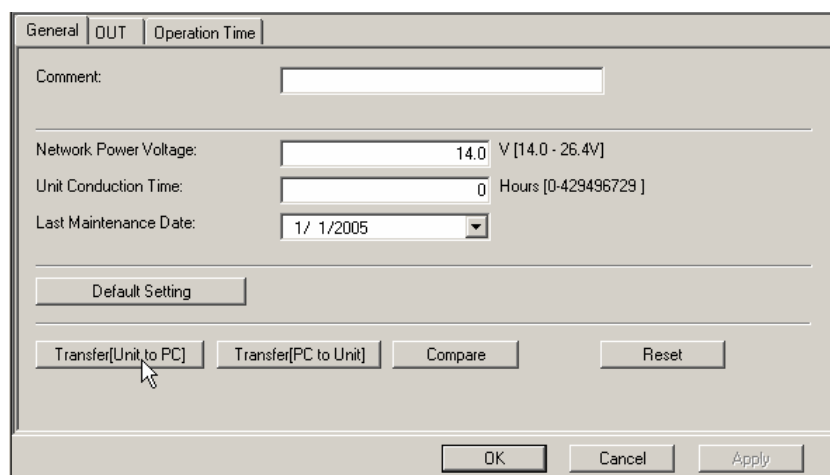 General OUT Operation Time
Comment:
Network Power Voltage: 14.0 V [14.0 - 26.4V]
Unit Conduction Time: 0 Hours [0-429496729 ]
Last Maintenance Date: 1/ 1/2005
Default Setting
Transfer[Unit to PC] Transfer[PC to Unit] Compare Reset
OK Cancel Apply